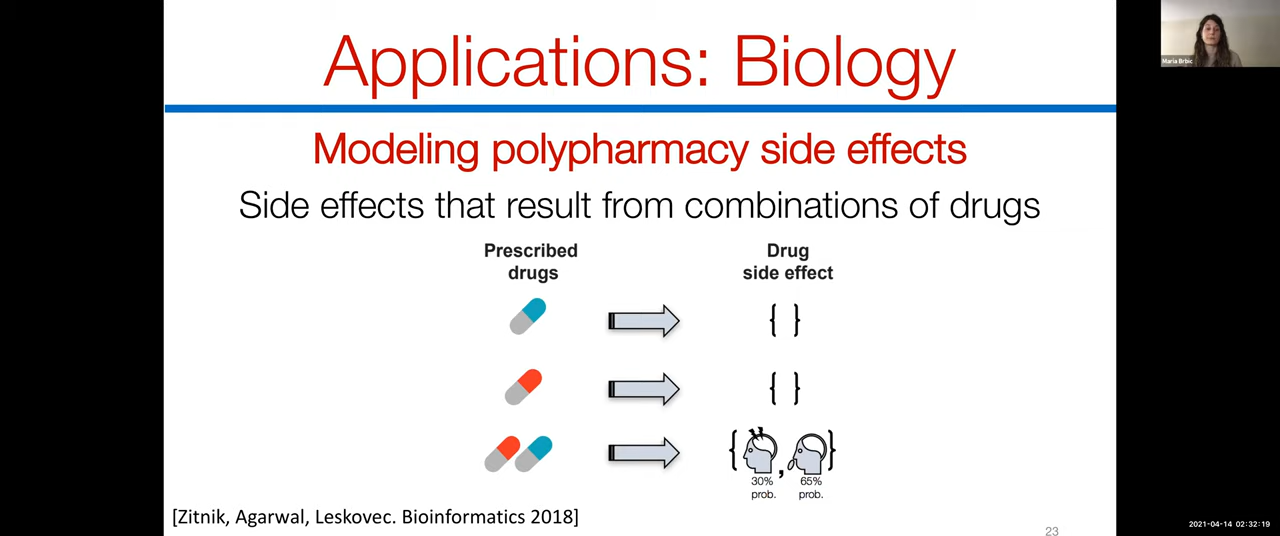 Applications: Biology
Maria Brbic
Modeling polypharmacy side effects
Side effects that result from combinations of drugs
Prescribed
drugs
Drug
side effect
{ }
{ }
{ , }
30%
prob.
65%
prob.
[Zitnik, Agarwal, Leskovec. Bioinformatics 2018]
23
2021-04-14 02:32:19